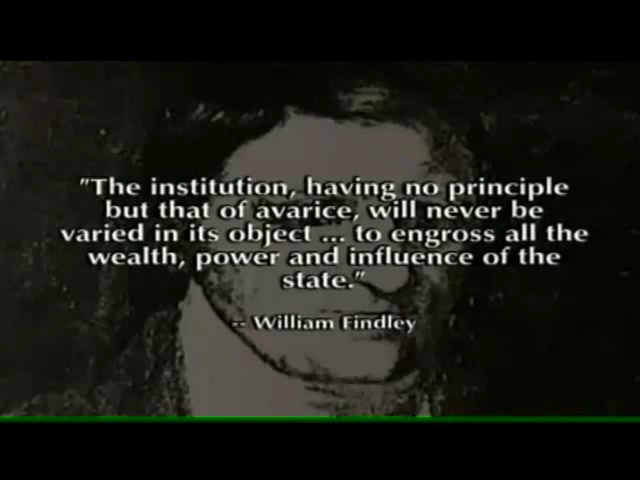 "The institution, having no principle
but that of avarice, will never be
varied in its object ... to engross all the
wealth, power and influence of the
state."
-- William Findley